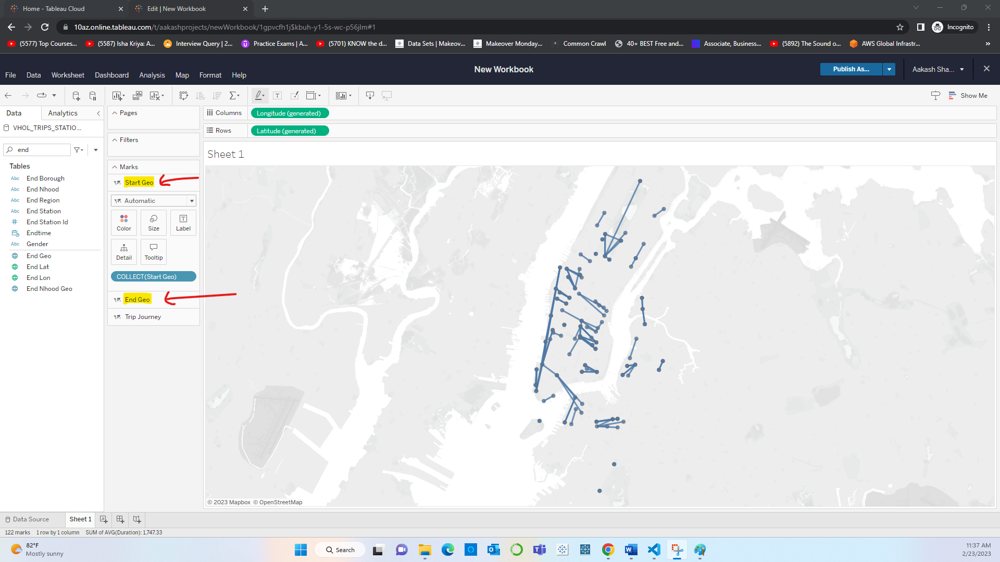 Home - Tableau Cloud
Edit | New Workbook
10az.online.tableau.com/t/aakashprojects/newWorkbook/1gpvcfh1j$kbuh-y1-5s-wc-p56jlm#1
Incognito
(5577) Top Courses...
(5587) Isha Kriya: A...
Interview Query | 2...
Practice Exams | A...
(5701) KNOW the d...
Data Sets | Makeov...
Makeover Monday...
Common Crawl
40+ BEST Free and...
Associate, Business...
(5892) The Sound o...
AWS Global Infrastr...
»
File
Data
Worksheet
Dashboard
Analysis
Map
Format
Help
New Workbook
Publish As...
Aakash Sha...
Show Me
Data
Analytics
VHOL_TRIPS_STATIO...
end
Tables
Abc End Borough
Abc End Nhood
Abc End Region
Abc End Station
# End Station Id
Endtime
Abc Gender
End Geo
End Lat
End Lon
End Nhood Geo
Pages
Filters
Marks
Start Geo
Automatic
Color
Size
Label
Detail
Tooltip
COLLECT(Start Geo)
End Geo
Trip Journey
Columns
Longitude (generated)
Rows
Latitude (generated)
Sheet 1
© 2023 Mapbox © OpenStreetMap
Data Source
Sheet 1
122 marks 1 row by 1 column SUM of AVG(Duration): 1,747.33
82°F
Mostly sunny
Search
11:37 AM
2/23/2023